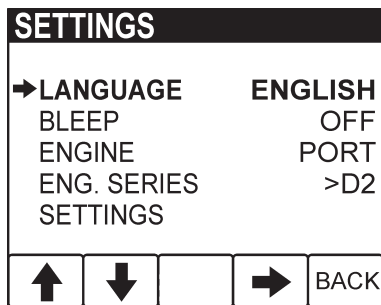 SETTINGS
LANGUAGE ENGLISH
BLEEP OFF
ENGINE PORT
ENG. SERIES >D2
SETTINGS
BACK